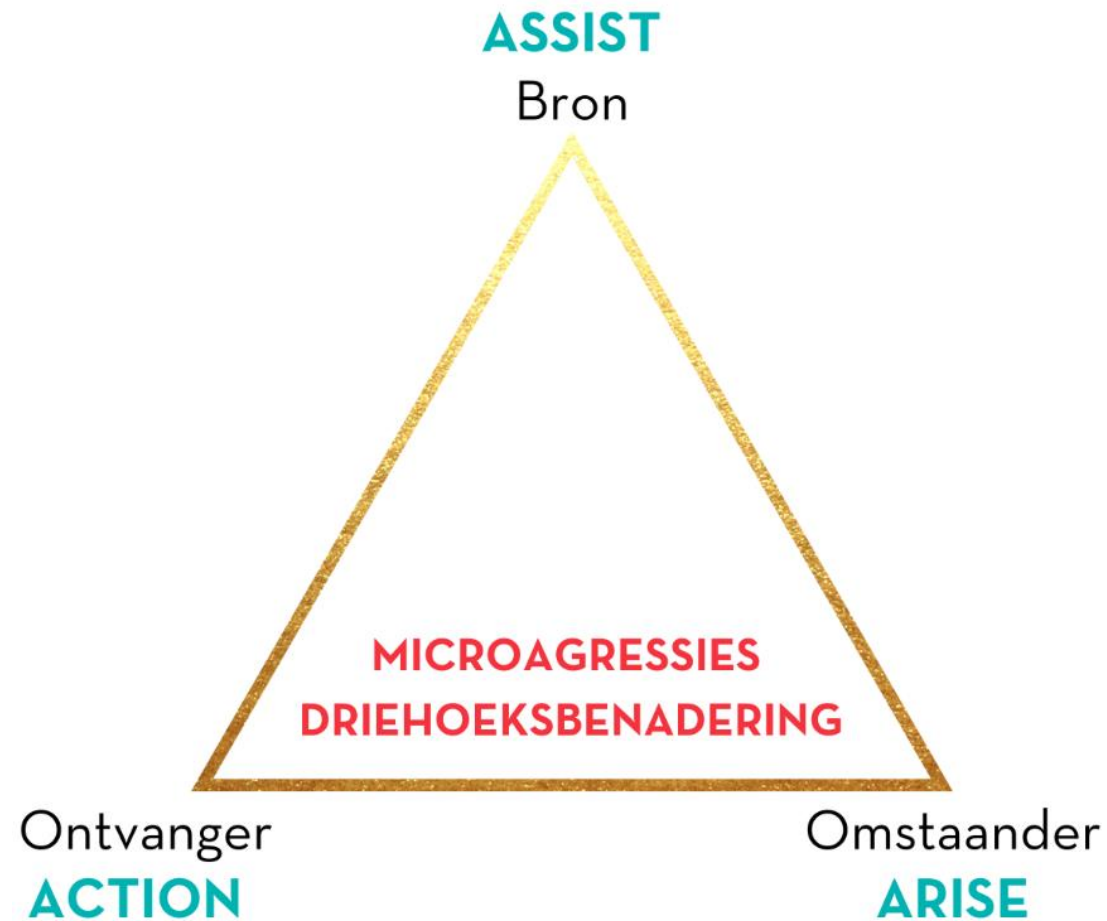 ASSIST
Bron
MICROAGRESSIES
DRIEHOEKSBENADERING
Ontvanger
Omstaander
ACTION
ARISE